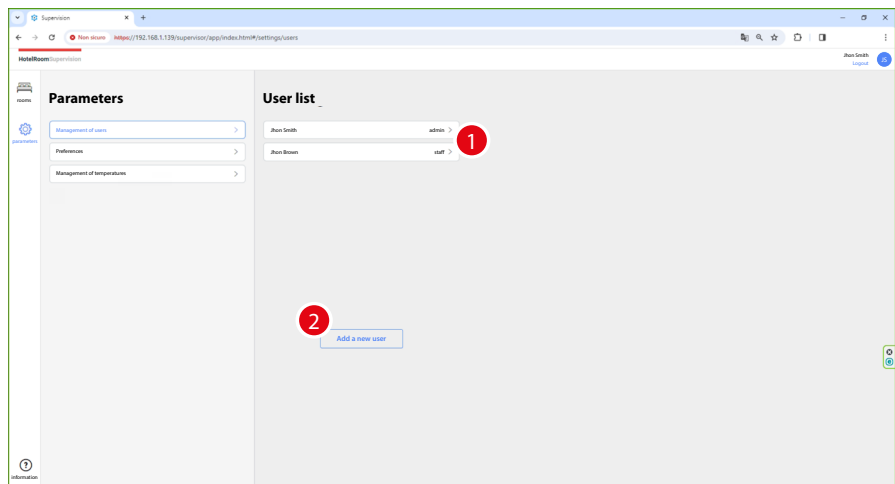 Supervision
Non sicuro https://192.168.1.139/supervisor/app/index.html#/settings/users
HotelRoomSupervision
Jhon Smith
Logout
JS
rooms
parameters
information
Parameters
Management of users
Preferences
Management of temperatures
User list _
Jhon Smith admin
1
Jhon Brown staff
2
Add a new user